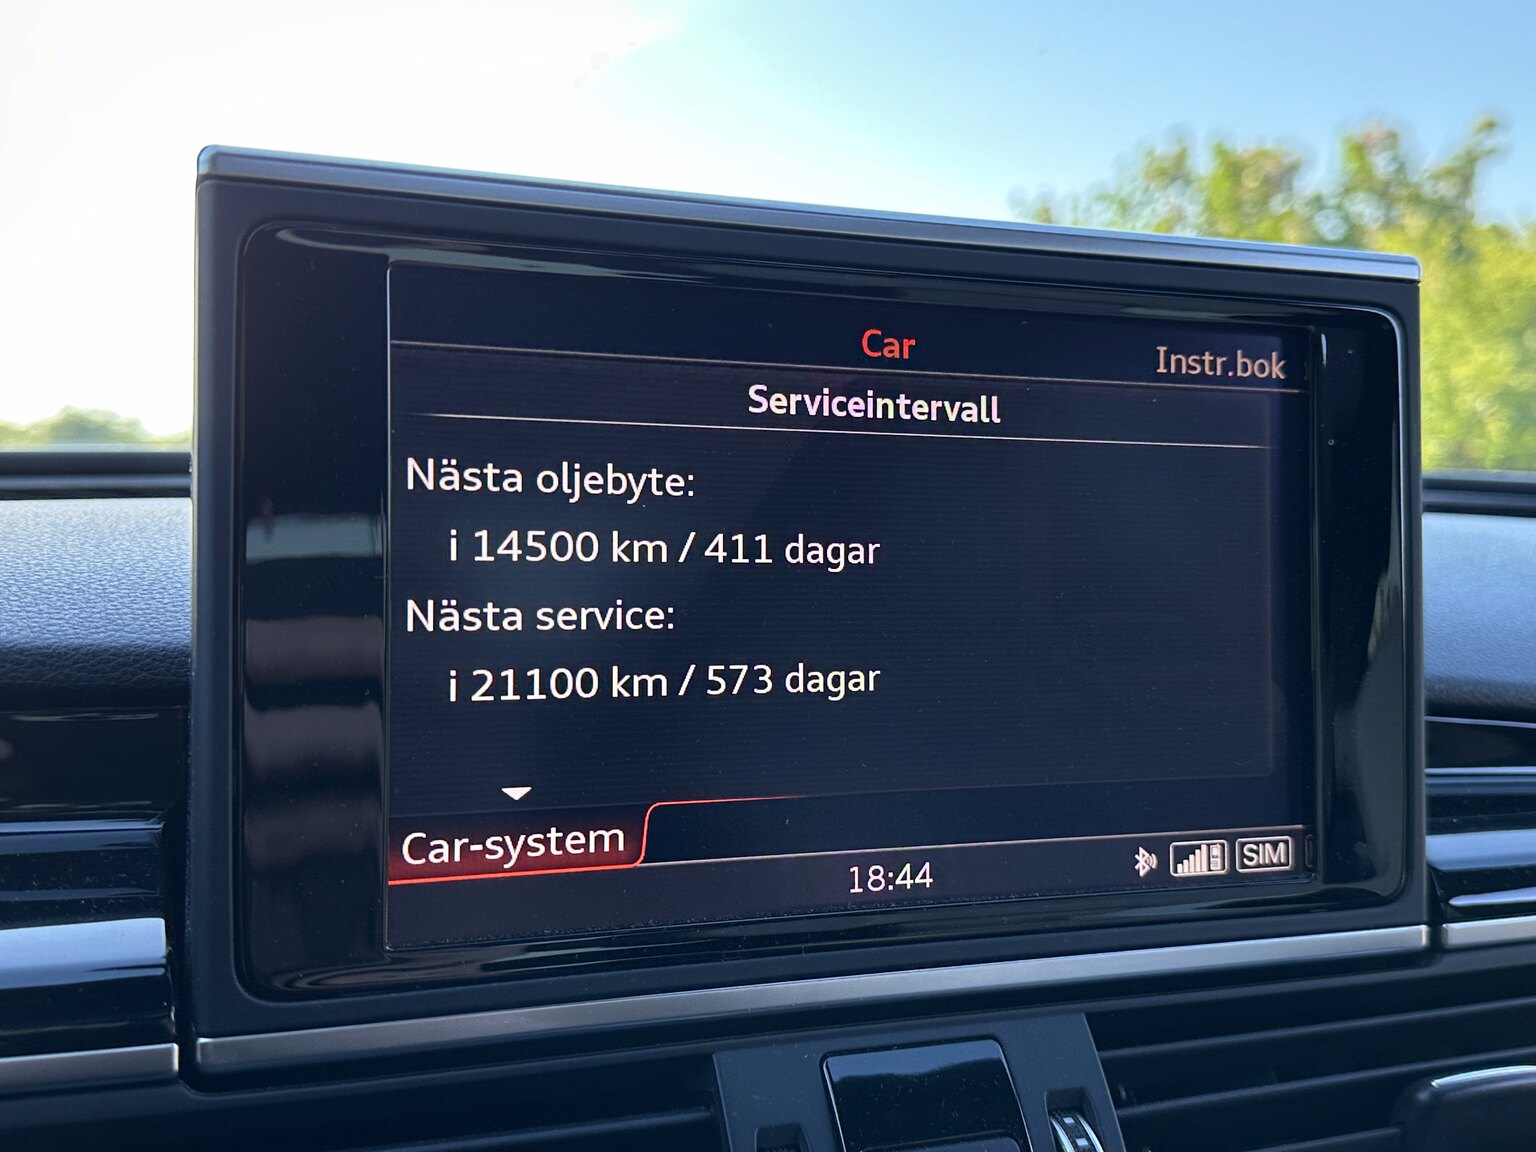 Car
Instr.bok
Serviceintervall
Nästa oljebyte:
i 14500 km / 411 dagar
Nästa service:
i 21100 km / 573 dagar
Car-system
18:44
SIM